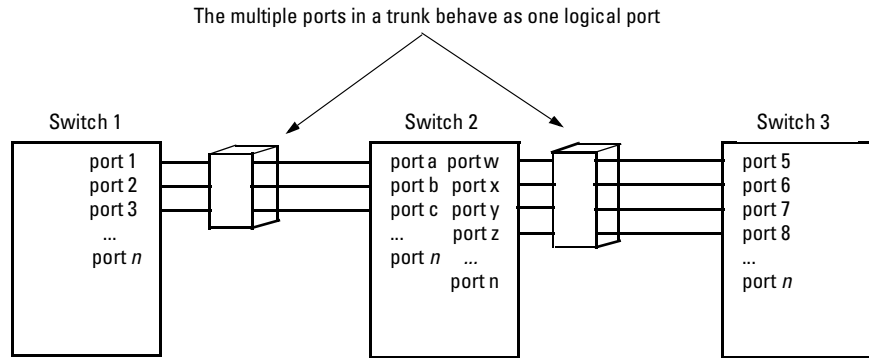 The multiple ports in a trunk behave as one logical port
Switch 1
Switch 2
Switch 3
port 1
port 2
port 3
...
port n
port a port w
port b port x
port c port y
... port z
port n ...
port n
port 5
port 6
port 7
port 8
...
port n